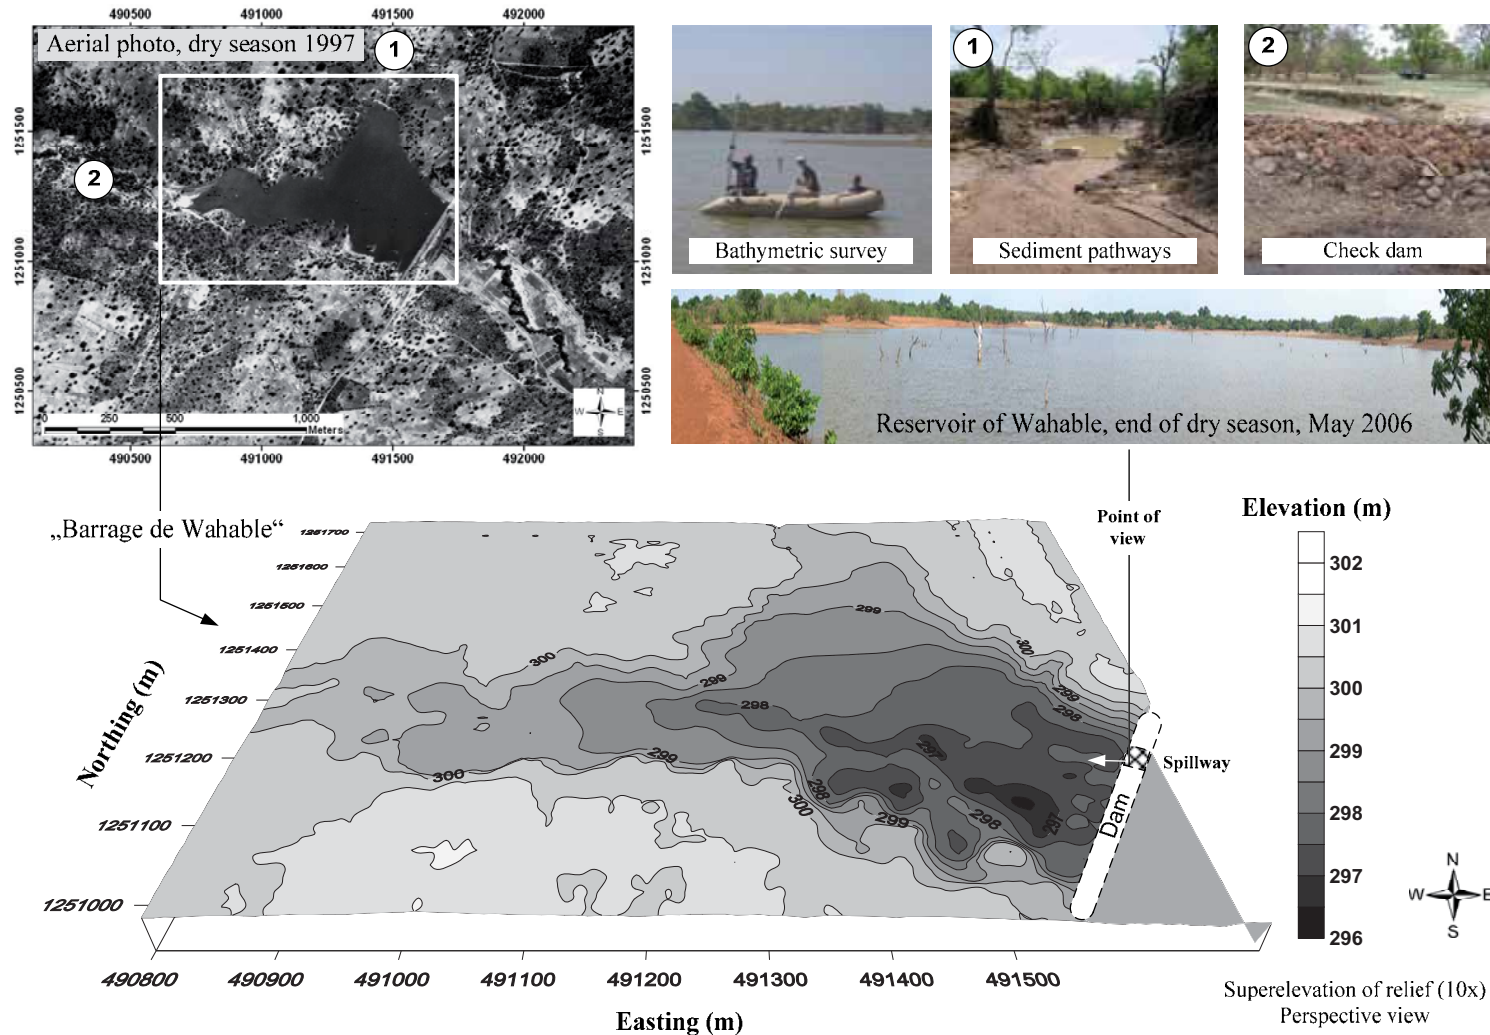 490500 491000 491500 492000
Aerial photo, dry season 1997
1
2
1251500
1251000
1250500
1251500
1251000
1250500
0 250 500 1,000
Meters
N
W E
S
490500 491000 491500 492000
Bathymetric survey
1
Sediment pathways
2
Check dam
Reservoir of Wahable, end of dry season, May 2006
„Barrage de Wahable“
Point of
view
Elevation (m)
302
301
300
299
298
297
296
1251700
1251600
1251500
1251400
1251300
1251200
1251100
1251000
Northing (m)
299
300
300
299
299
298
298
299
297
300
298
300
299
298
297
Dam
Spillway
N
W E
S
490800 490900 491000 491100 491200 491300 491400 491500
Easting (m)
Superelevation of relief (10x)
Perspective view